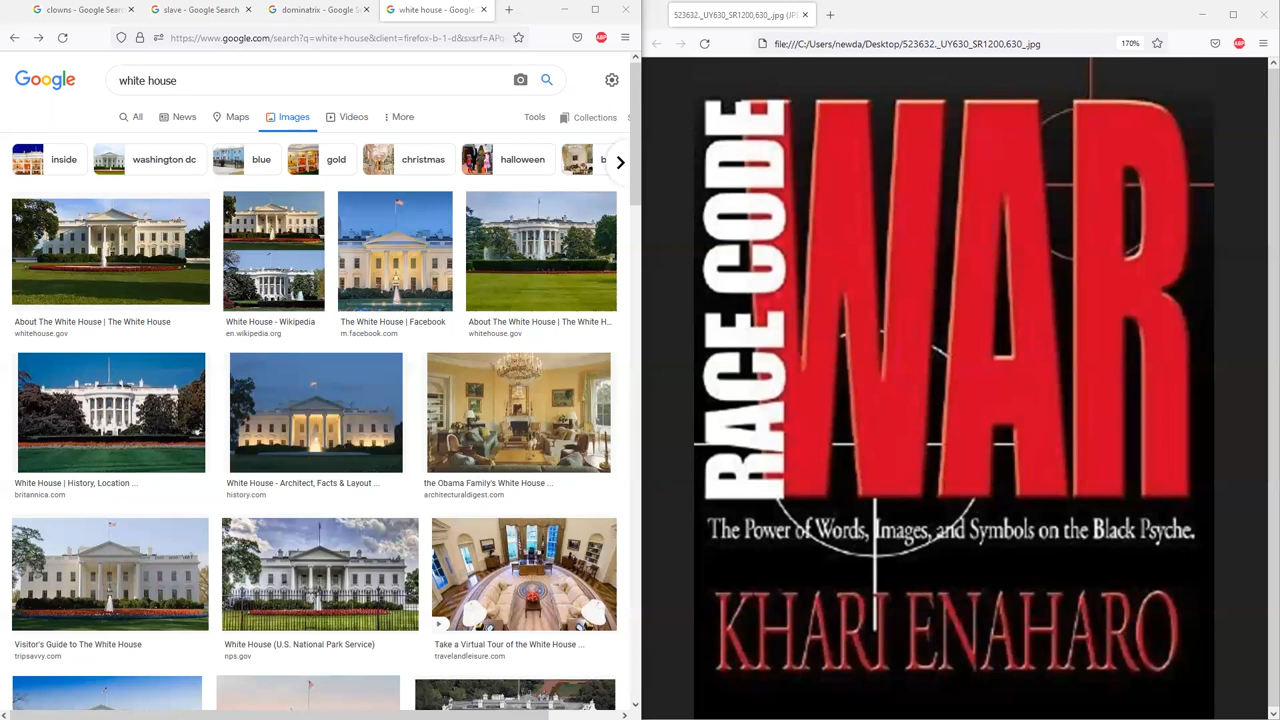 clowns - Google Searc
slave - Google Search
dominatrix - Google Se
white house - Google
https://www.google.com/search?q=white+house&client=firefox-b-1-d&sxsrf=APo
Google
white house
All
News
Maps
Images
Videos
More
Tools
Collections
inside
washington dc
blue
gold
christmas
halloween
b
About The White House | The White House
whitehouse.gov
White House - Wikipedia
en.wikipedia.org
The White House | Facebook
m.facebook.com
About The White House | The White H...
whitehouse.gov
White House | History, Location ...
britannica.com
White House - Architect, Facts & Layout ...
history.com
the Obama Family's White House ...
architecturaldigest.com
Visitor's Guide to The White House
tripsavvy.com
White House (U.S. National Park Service)
nps.gov
Take a Virtual Tour of the White House ...
travelandleisure.com
523632._UY630_SR1200,630_.jpg (JPE
file:///C:/Users/newda/Desktop/523632._UY630_SR1200,630_.jpg
170%
RACE CODE
WAR
The Power of Words, Images, and Symbols on the Black Psyche.
KHARI ENAHARO